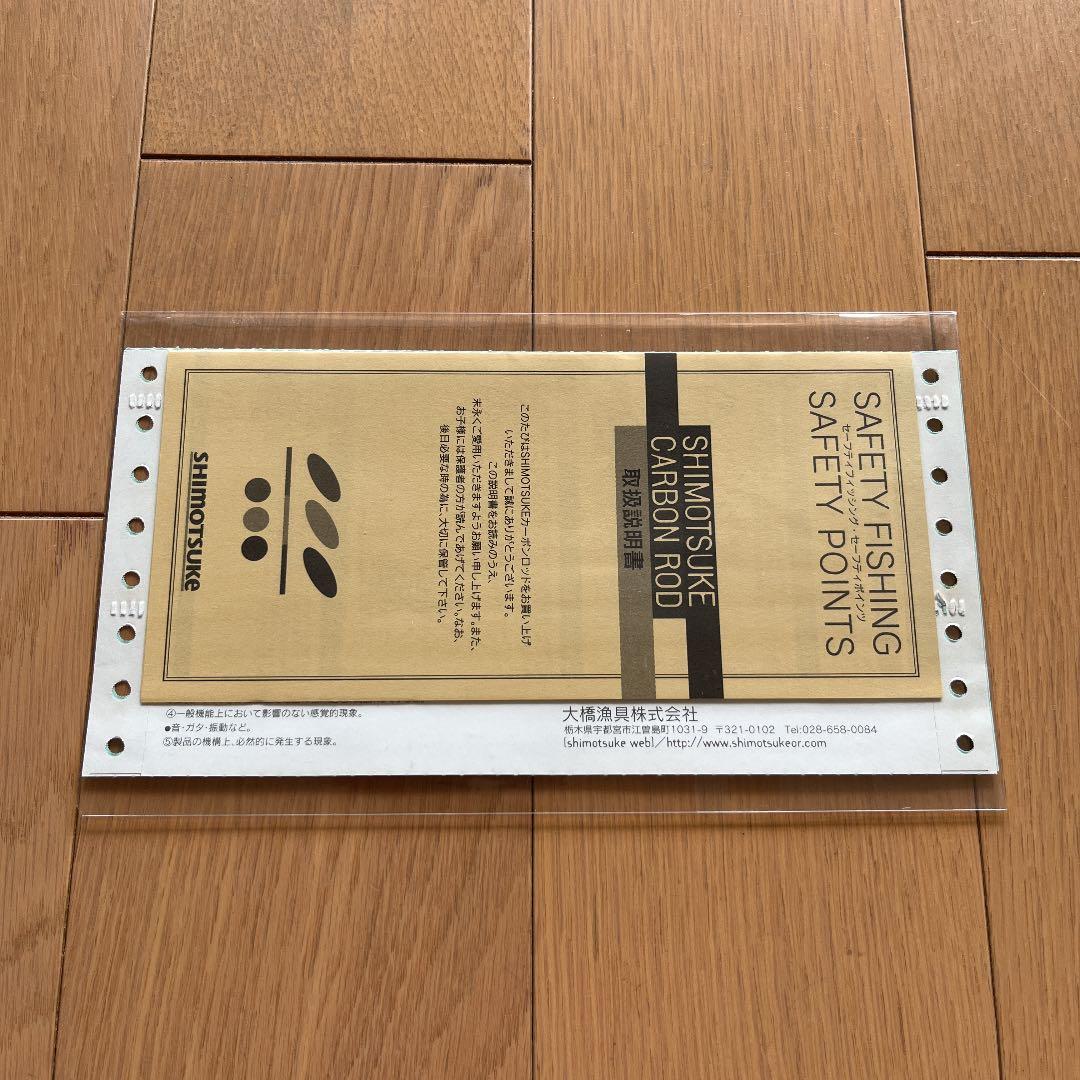 SAFETY FISHING
セーフティフィッシング・セーフティポインツ
SAFETY POINTS
SHIMOTSUKE
CARBON ROD
取扱説明書
このたびはSHIMOTSUKEカーボンロッドをお買い上げ
いただきまして誠にありがとうございます。
この説明書をお読みのうえ、
末永くご愛用いただきますようお願い申し上げます。また、
お子様には保護者の方が読んであげてください。なお、
後日必要な時の為に、大切に保管して下さい。
SHIMOTSUKE
④一般機能上において影響のない感覚的現象。
●音・ガタ・振動など。
⑤製品の機構上、必然的に発生する現象。
大橋漁具株式会社
栃木県宇都宮市江曽島町1031-9 〒321-0102 Tel:028-658-0084
[shimotsuke web]/http://www.shimotsukeor.com